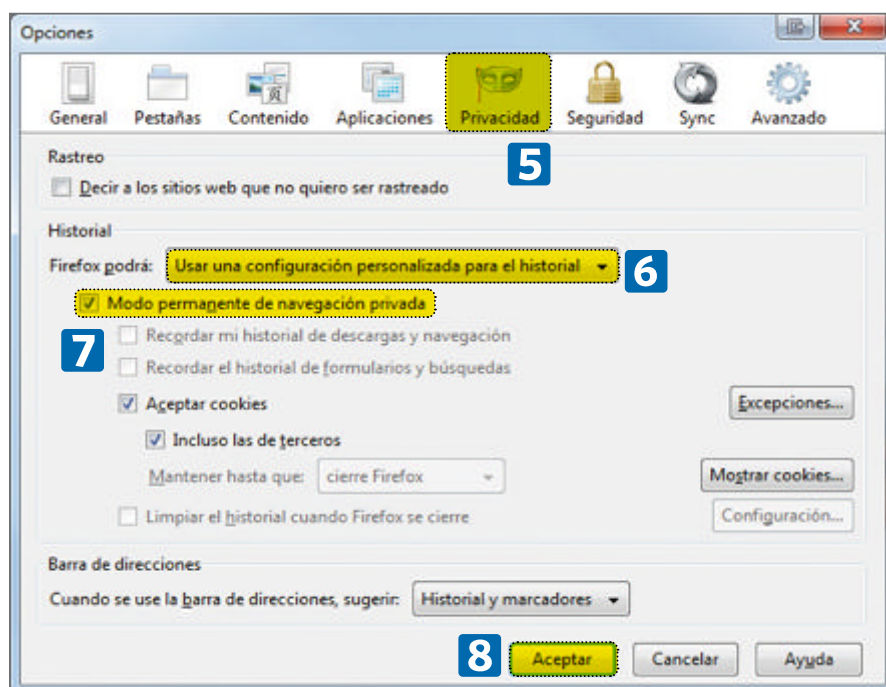 Opciones
General Pestañas Contenido Aplicaciones Privacidad Seguridad Sync Avanzado
5
Rastreo
Decir a los sitios web que no quiero ser rastreado
Historial
Firefox podrá: Usar una configuración personalizada para el historial 6
Modo permanente de navegación privada
7
Recordar mi historial de descargas y navegación
Recordar el historial de formularios y búsquedas
Aceptar cookies Excepciones...
Incluso las de terceros
Mantener hasta que: cierre Firefox Mostrar cookies...
Limpiar el historial cuando Firefox se cierre Configuración...
Barra de direcciones
Cuando se use la barra de direcciones, sugerir: Historial y marcadores
8 Aceptar Cancelar Ayuda